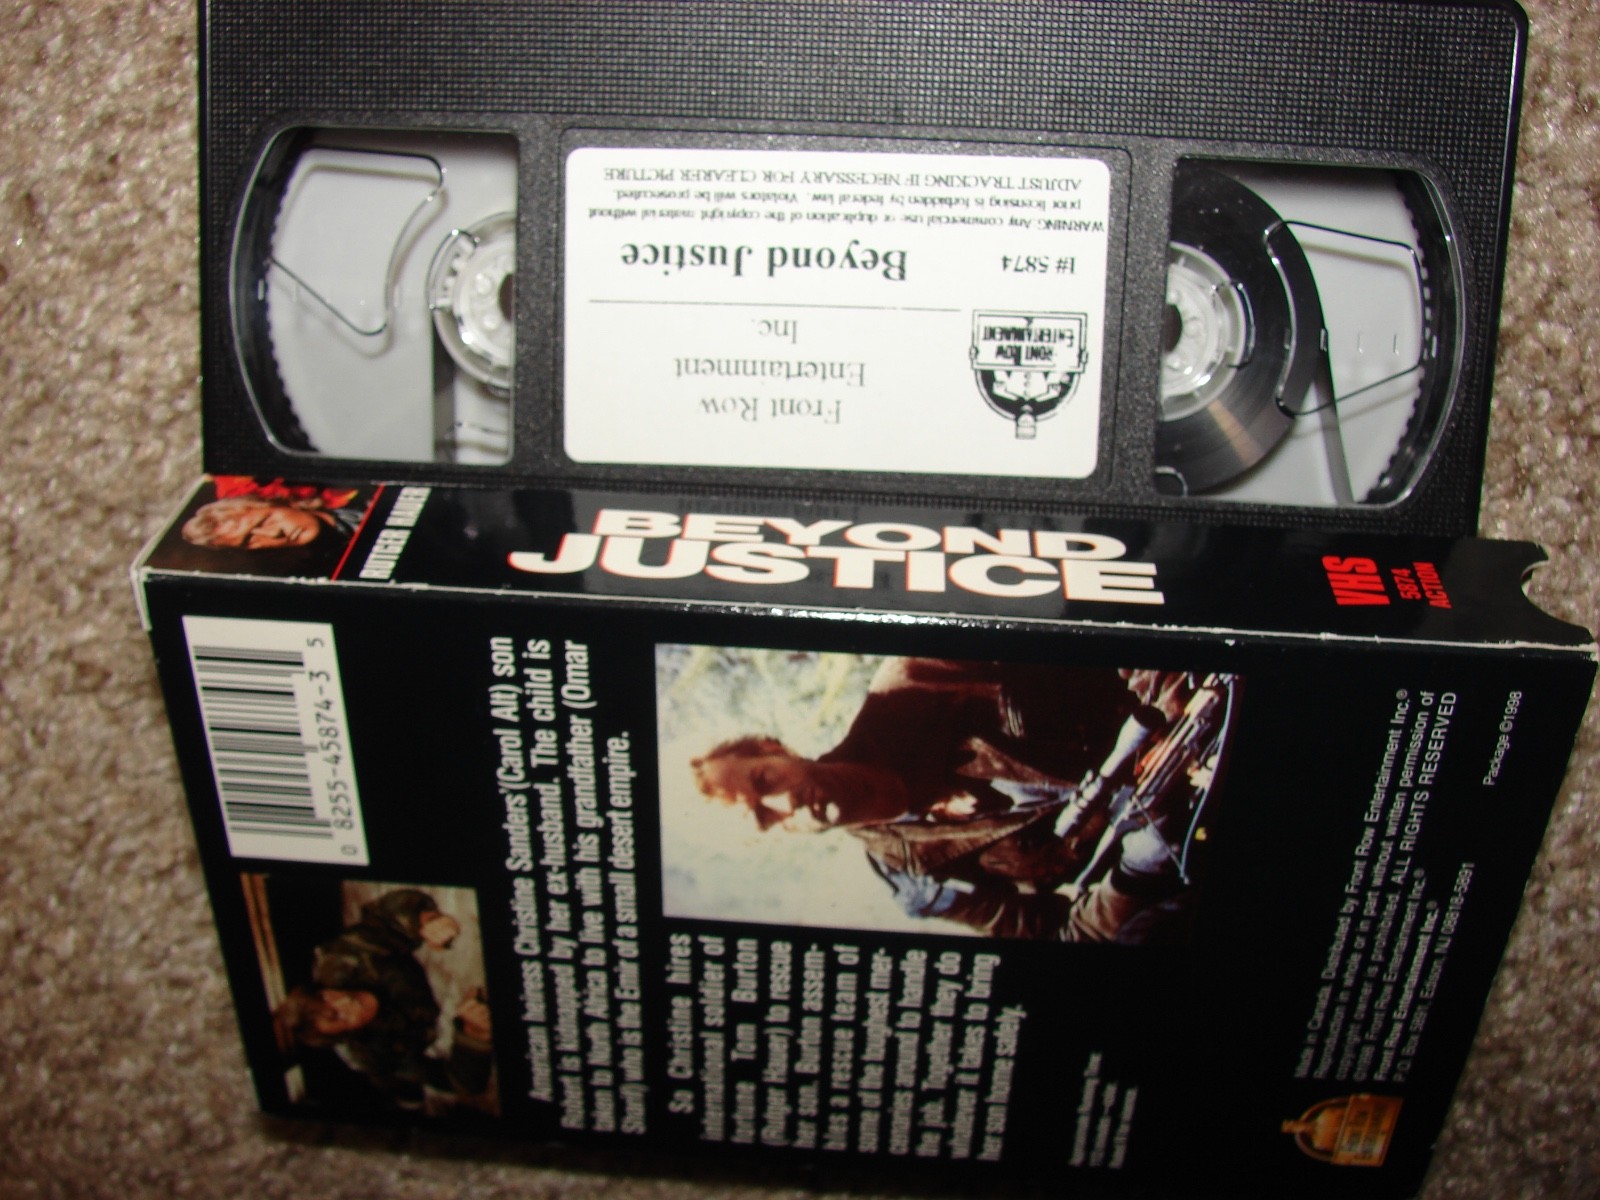 Front Row
Entertainment
Inc.
FRONT ROW
ENTERTAINMENT
I# 5874
Beyond Justice
WARNING: Any commercial use or duplication of the copyright material without
prior licensing is forbidden by federal law. Violators will be prosecuted.
ADJUST TRACKING IF NECESSARY FOR CLEARER PICTURE
RUTGER HAUER
BEYOND
JUSTICE
VHS
5874
ACTION
0 8255-45874-3 5
American heiress Christine Sanders' (Carol Alt) son
Robert is kidnapped by her ex-husband. The child is
taken to North Africa to live with his grandfather (Omar
Sharif) who is the Emir of a small desert empire.
So Christine hires
international soldier of
fortune Tom Burton
(Rutger Hauer) to rescue
her son. Burton assem-
bles a rescue team of
some of the toughest mer-
cenaries around to handle
the job. Together they do
whatever it takes to bring
her son home safely.
Made in Canada. Distributed by Front Row Entertainment Inc.®
Reproduction in whole or in part without written permission of
copyright owner is prohibited. ALL RIGHTS RESERVED
Front Row Entertainment Inc.®
Front Row Entertainment Inc.®
P.O. Box 5891 Edison, NJ 08818-5891
Package ©1998